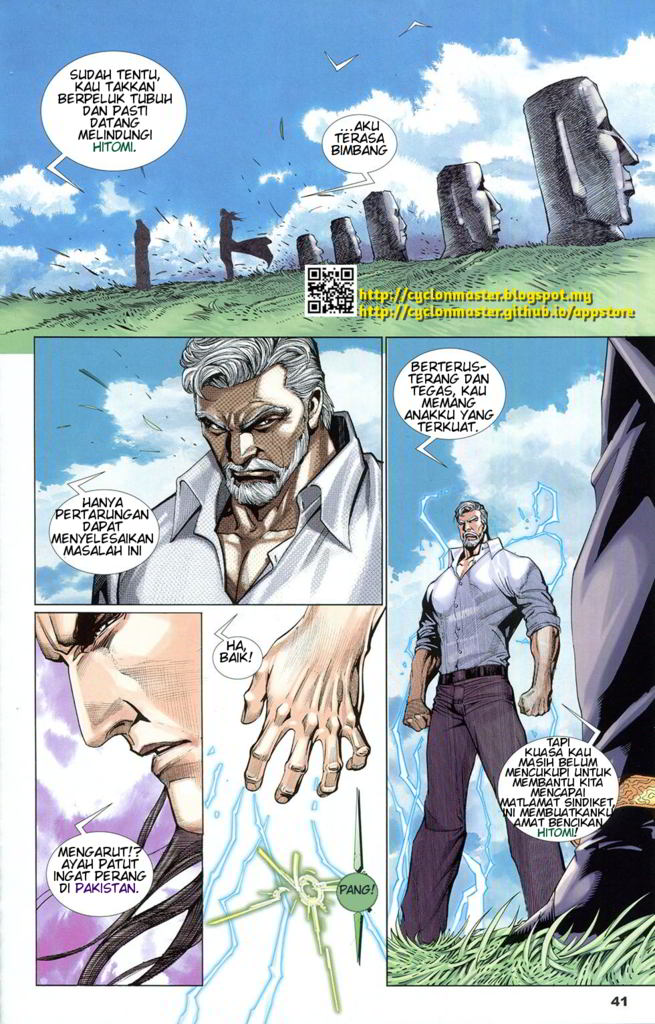 SUDAH TENTU,
KAU TAKKAN
BERPELUK TUBUH
DAN PASTI
DATANG
MELINDUNGI
HITOMI.
...AKU
TERASA
BIMBANG
http://cyclonmaster.blogspot.my
http://cyclonmaster.github.io/appstore
HANYA
PERTARUNGAN
DAPAT
MENYELESAIKAN
MASALAH INI
BERTERUS-
TERANG DAN
TEGAS, KAU
MEMANG
ANAKKU YANG
TERKUAT.
MENGARUT!?
AYAH PATUT
INGAT PERANG
DI PAKISTAN.
HA,
BAIK!
PANG!
TAPI
KUASA KAU
MASIH BELUM
MENCUKUPI UNTUK
MEMBANTU KITA
MENCAPAI
MATLAMAT SINDIKET,
INI MEMBUATKANKU
AMAT BENCIKAN
HITOMI!
41